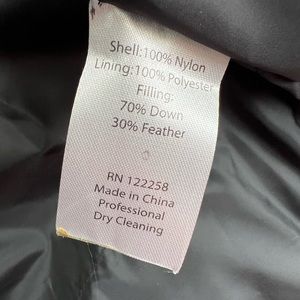 Shell:100% Nylon
Lining:100% Polyester
Filling:
70% Down
30% Feather
RN 122258
Made in China
Professional
Dry Cleaning